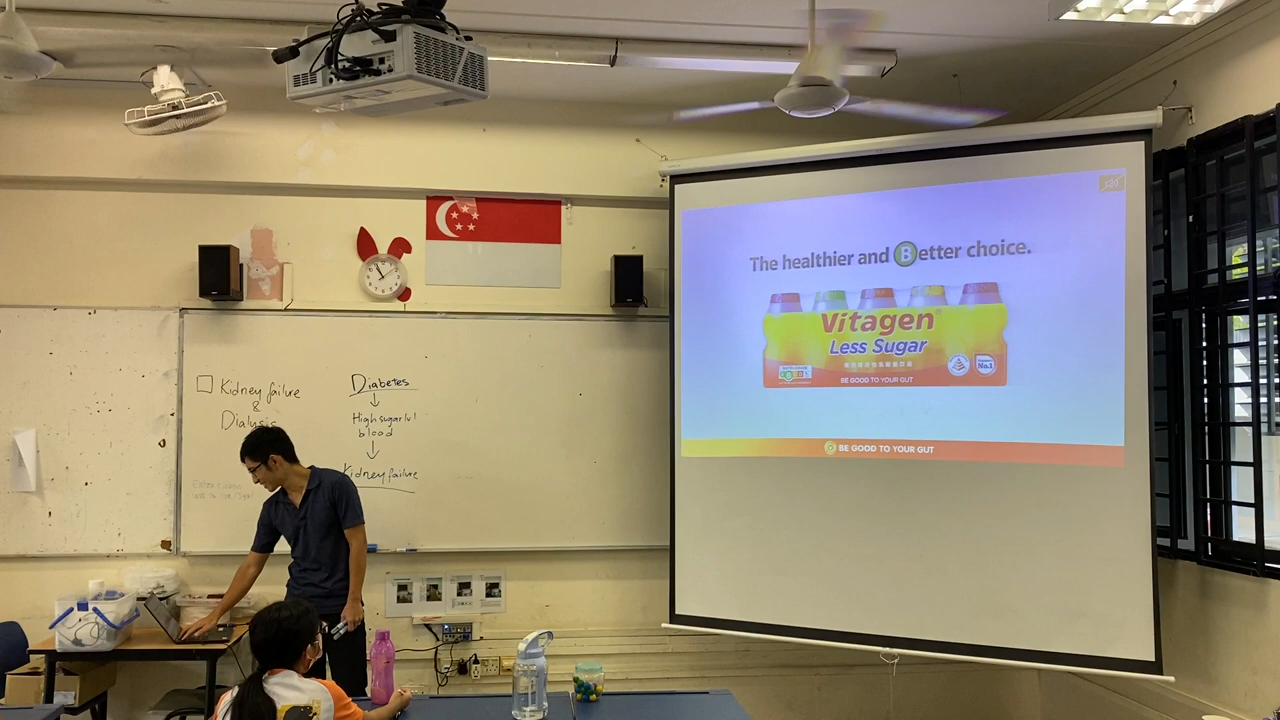 Kidney failure
&
Dialysis
Diabetes
High sugar lvl
blood
Kidney failure
The healthier and Better choice.
Vitagen
Less Sugar
BE GOOD TO YOUR GUT
BE GOOD TO YOUR GUT